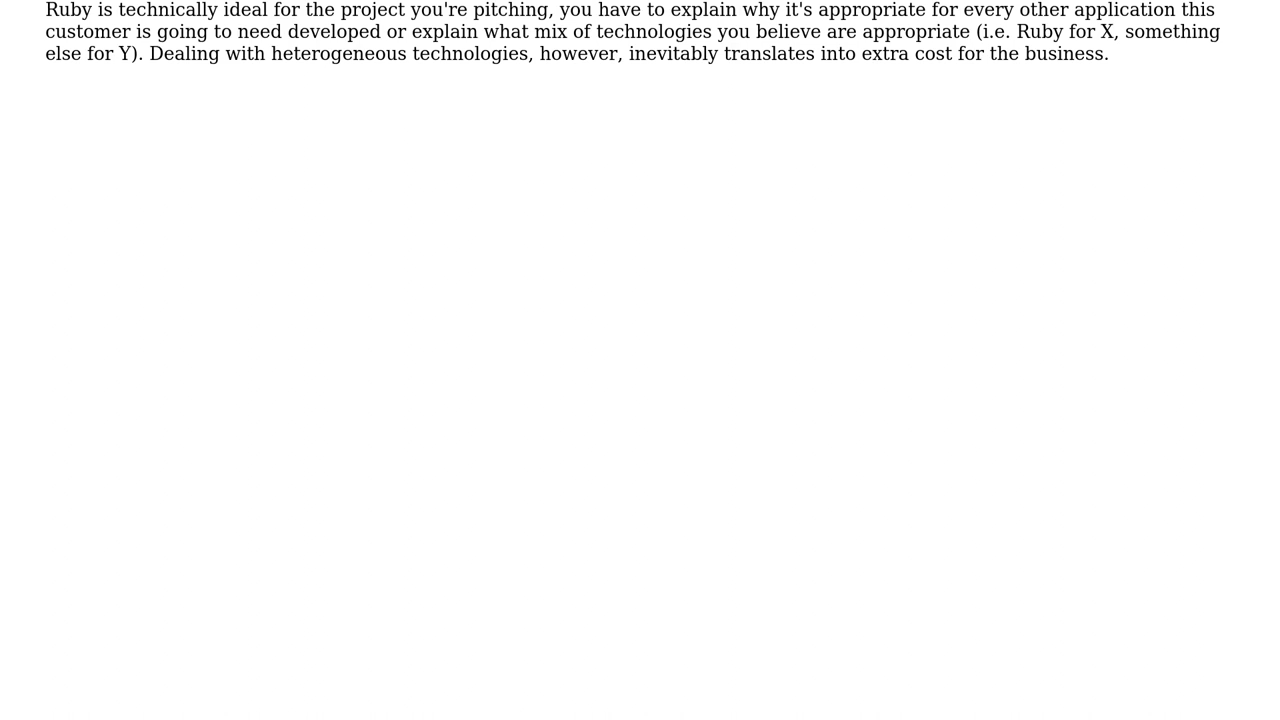 Ruby is technically ideal for the project you're pitching, you have to explain why it's appropriate for every other application this
customer is going to need developed or explain what mix of technologies you believe are appropriate (i.e. Ruby for X, something
else for Y). Dealing with heterogeneous technologies, however, inevitably translates into extra cost for the business.